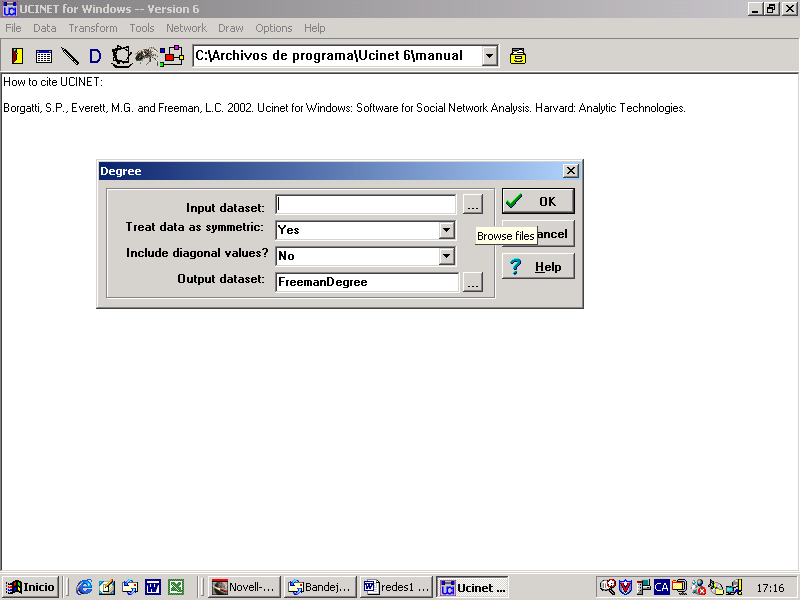 UCINET for Windows -- Version 6
File Data Transform Tools Network Draw Options Help
D C:\Archivos de programa\Ucinet 6\manual
How to cite UCINET:
Borgatti, S.P., Everett, M.G. and Freeman, L.C. 2002. Ucinet for Windows: Software for Social Network Analysis. Harvard: Analytic Technologies.
Degree
Input dataset: ... OK
Treat data as symmetric: Yes
Browse files ancel
Include diagonal values? No
? Help
Output dataset: FreemanDegree ...
Inicio Novell-... Bandej... redes1 ... Ucinet ... CA 17:16